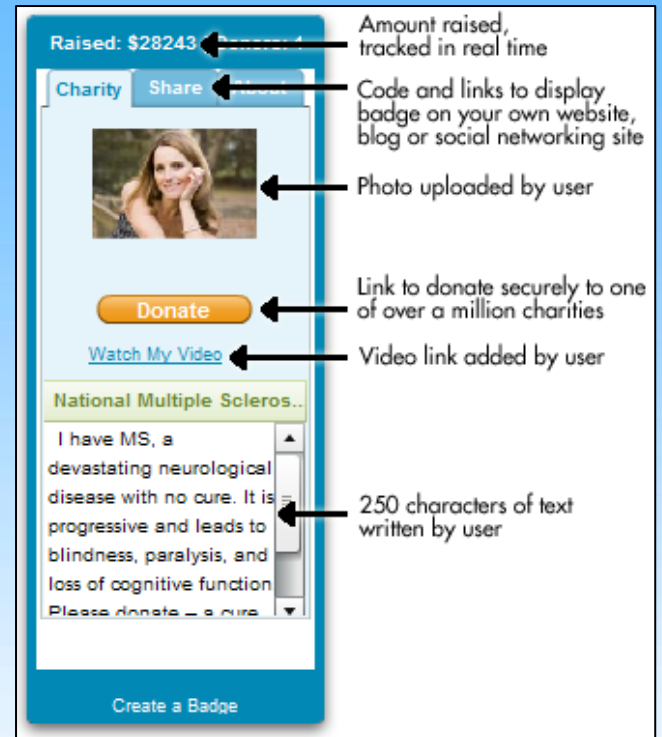 Raised: $28243
Amount raised,
tracked in real time
Charity Share About
Code and links to display
badge on your own website,
blog or social networking site
Photo uploaded by user
Donate
Link to donate securely to one
of over a million charities
Watch My Video
Video link added by user
National Multiple Scleros..
I have MS, a
devastating neurological
disease with no cure. It is
progressive and leads to
blindness, paralysis, and
loss of cognitive function
Please donate – a cure
250 characters of text
written by user
Create a Badge